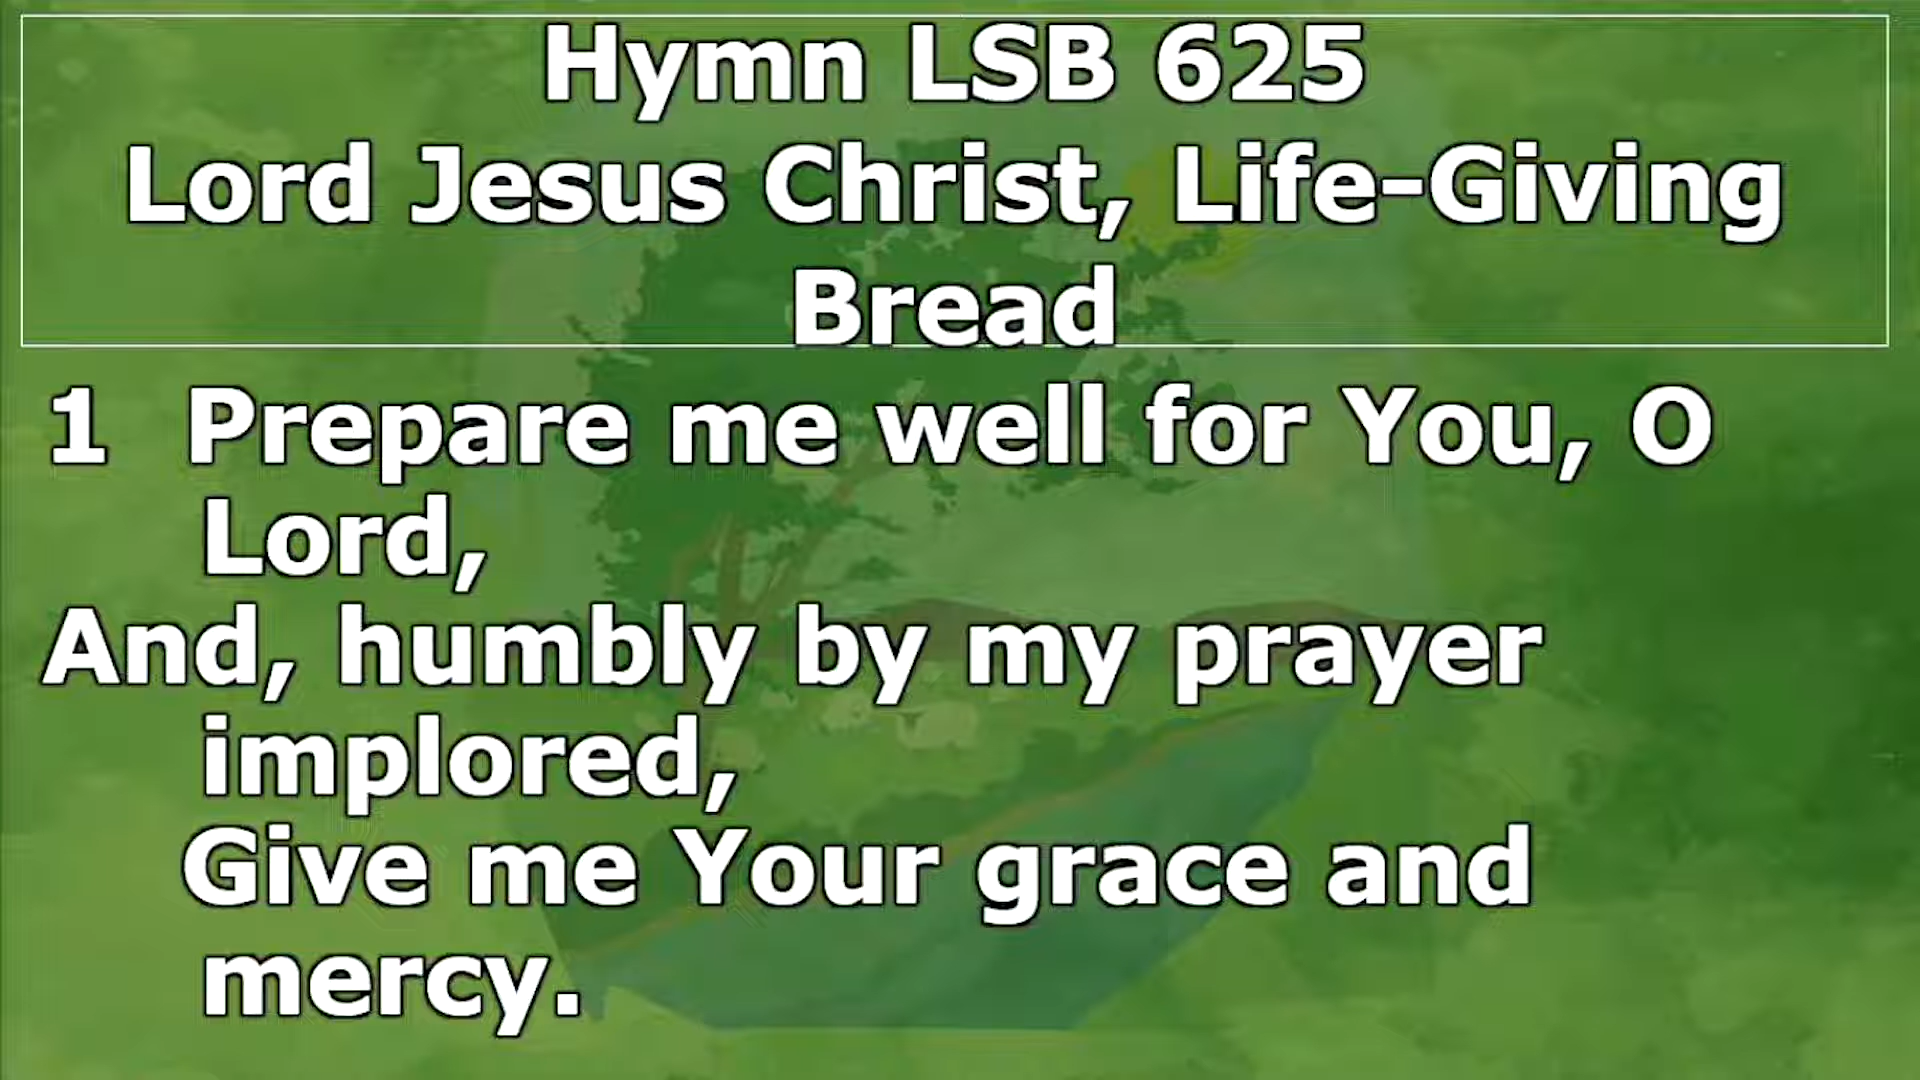 Hymn LSB 625
Lord Jesus Christ, Life-Giving
Bread
1 Prepare me well for You, O
Lord,
And, humbly by my prayer
implored,
Give me Your grace and
mercy.